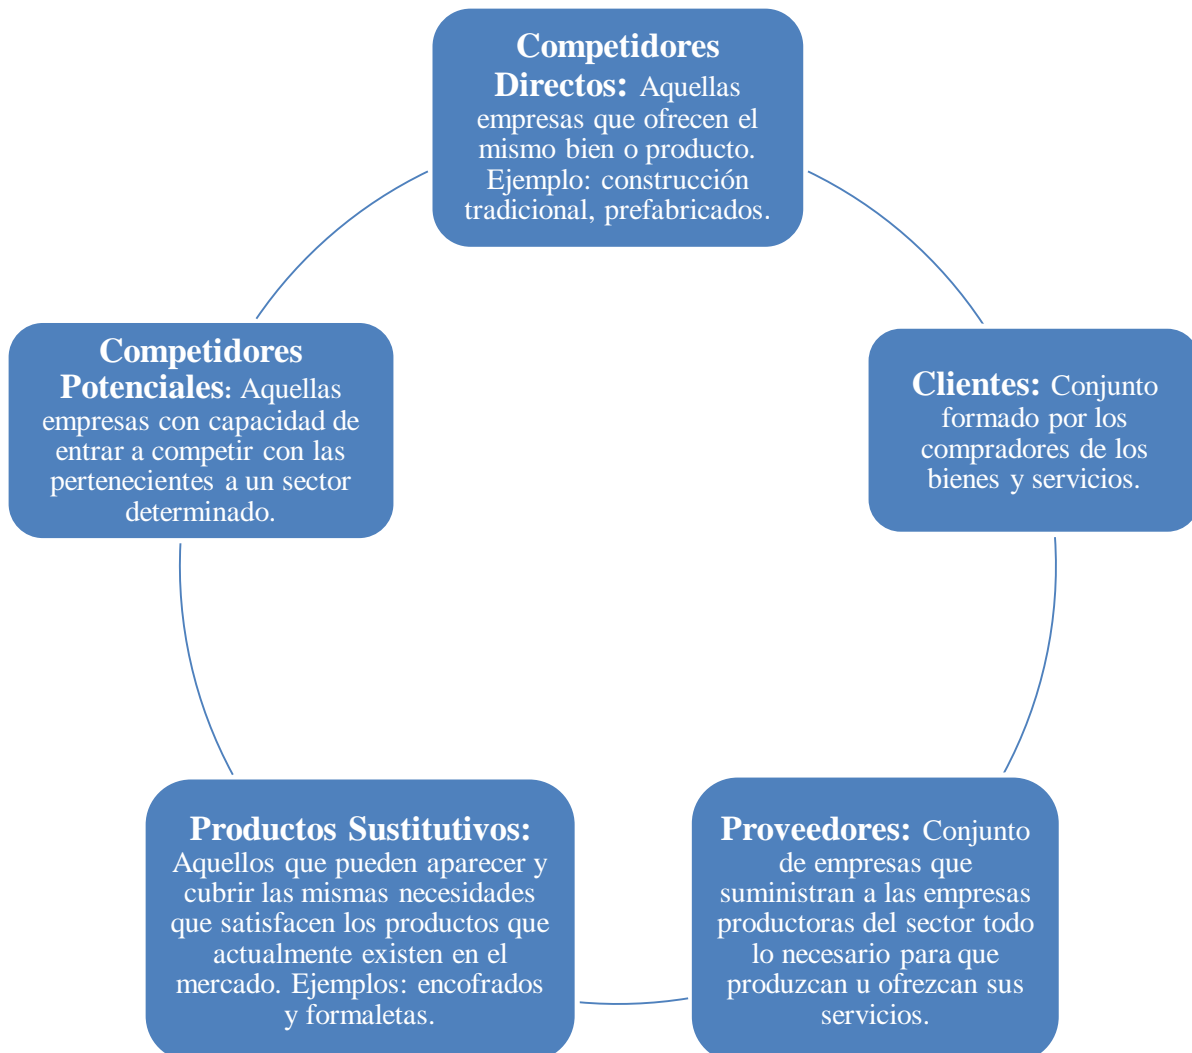 Competidores
Directos: Aquellas
empresas que ofrecen el
mismo bien o producto.
Ejemplo: construcción
tradicional, prefabricados.
Clientes: Conjunto
formado por los
compradores de los
bienes y servicios.
Proveedores: Conjunto
de empresas que
suministran a las empresas
productoras del sector todo
lo necesario para que
produzcan u ofrezcan sus
servicios.
Productos Sustitutivos:
Aquellos que pueden aparecer y
cubrir las mismas necesidades
que satisfacen los productos que
actualmente existen en el
mercado. Ejemplos: encofrados
y formaletas.
Competidores
Potenciales: Aquellas
empresas con capacidad de
entrar a competir con las
pertenecientes a un sector
determinado.